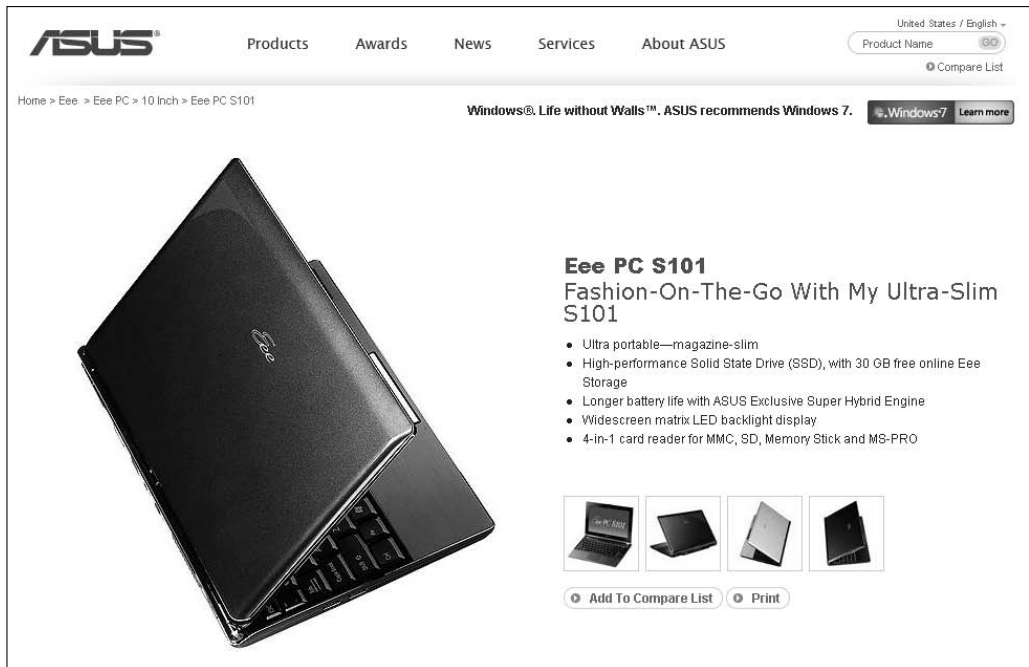 ASUS®
Products Awards News Services About ASUS
United States / English
Product Name GO
Compare List
Home > Eee > Eee PC > 10 Inch > Eee PC S101
Windows®. Life without Walls™. ASUS recommends Windows 7.
Windows 7 Learn more
Eee
Eee PC S101
Fashion-On-The-Go With My Ultra-Slim
S101
Ultra portable—magazine-slim
High-performance Solid State Drive (SSD), with 30 GB free online Eee
Storage
Longer battery life with ASUS Exclusive Super Hybrid Engine
Widescreen matrix LED backlight display
4-in-1 card reader for MMC, SD, Memory Stick and MS-PRO
Eee PC S101
Add To Compare List Print